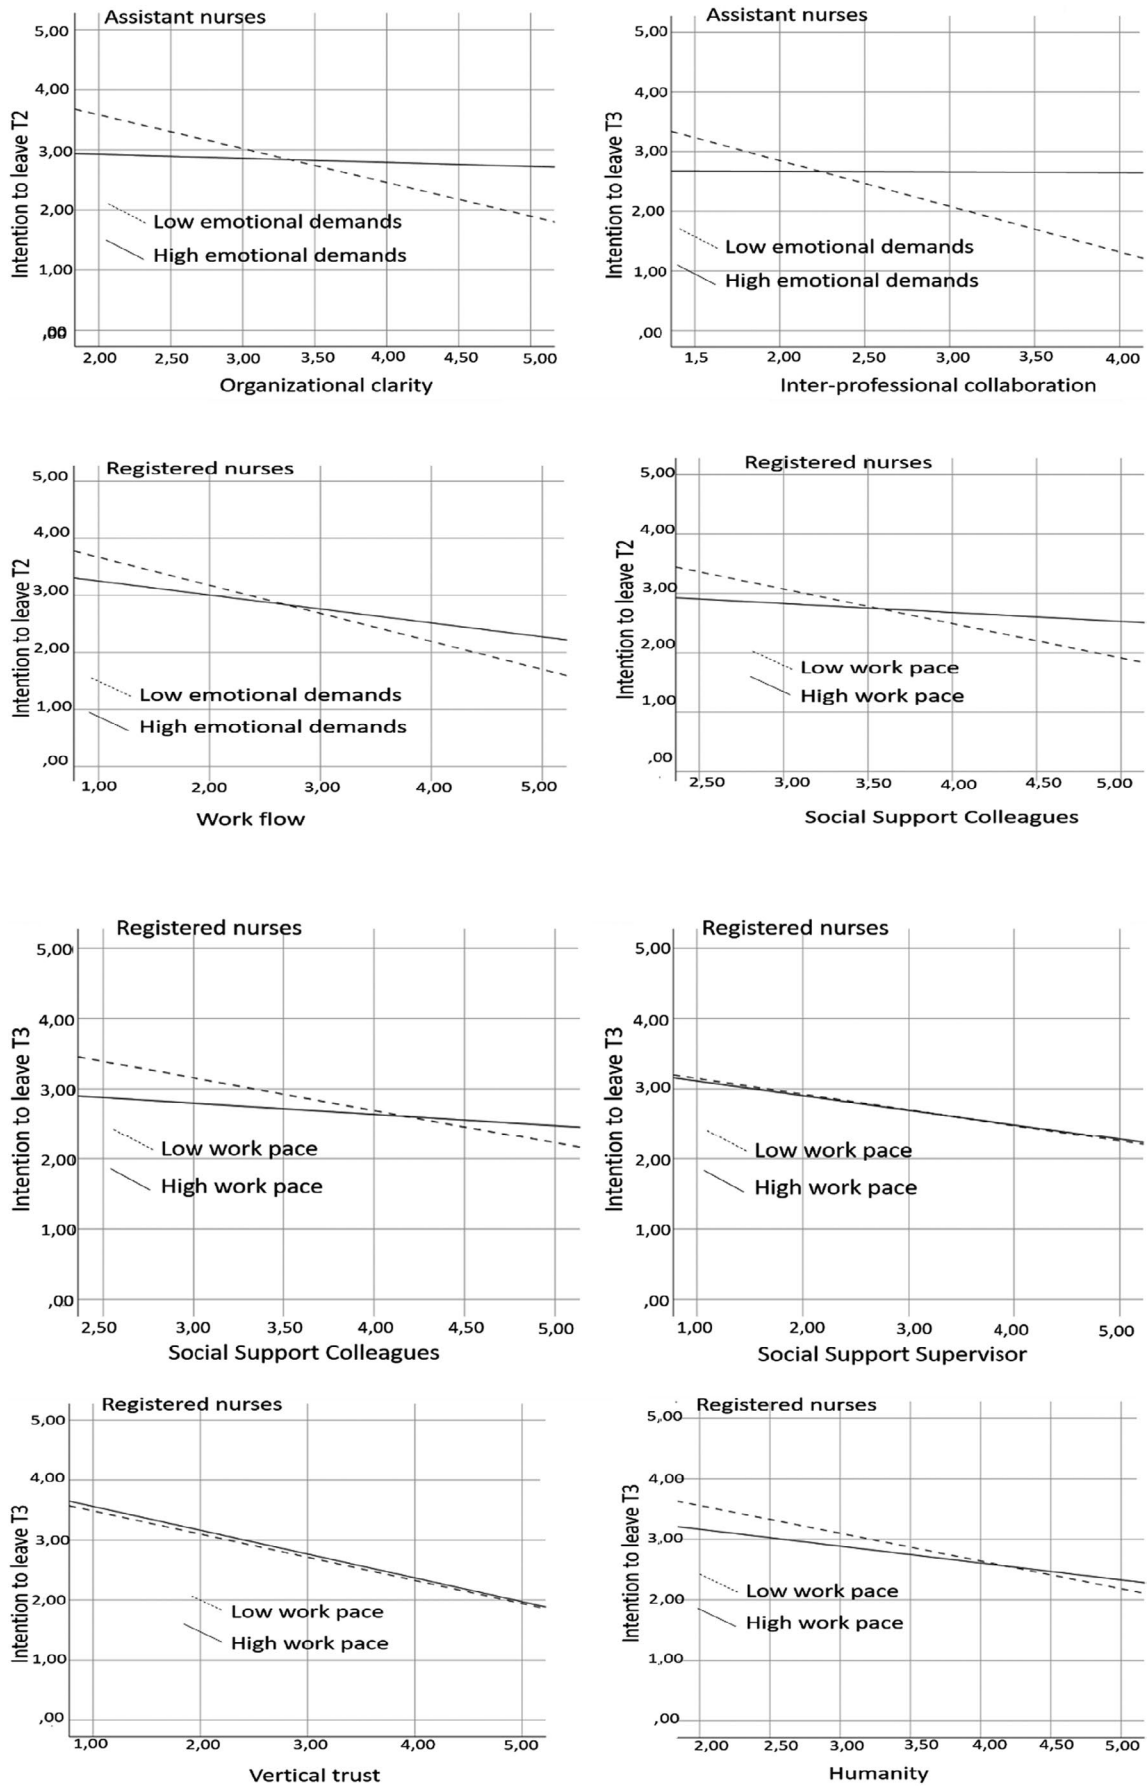 Assistant nurses
5,00
4,00
3,00
2,00
1,00
,00
Intention to leave T2
Low emotional demands
High emotional demands
2,00 2,50 3,00 3,50 4,00 4,50 5,00
Organizational clarity
Assistant nurses
5,00
4,00
3,00
2,00
1,00
,00
Intention to leave T3
Low emotional demands
High emotional demands
1,5 2,00 2,50 3,00 3,50 4,00
Inter-professional collaboration
Registered nurses
5,00
4,00
3,00
2,00
1,00
,00
Intention to leave T2
Low emotional demands
High emotional demands
1,00 2,00 3,00 4,00 5,00
Work flow
Registered nurses
5,00
4,00
3,00
2,00
1,00
,00
Intention to leave T2
Low work pace
High work pace
2,50 3,00 3,50 4,00 4,50 5,00
Social Support Colleagues
Registered nurses
5,00
4,00
3,00
2,00
1,00
,00
Intention to leave T3
Low work pace
High work pace
2,50 3,00 3,50 4,00 4,50 5,00
Social Support Colleagues
Registered nurses
5,00
4,00
3,00
2,00
1,00
,00
Intention to leave T3
Low work pace
High work pace
1,00 2,00 3,00 4,00 5,00
Social Support Supervisor
Registered nurses
5,00
4,00
3,00
2,00
1,00
,00
Intention to leave T3
Low work pace
High work pace
1,00 2,00 3,00 4,00 5,00
Vertical trust
Registered nurses
5,00
4,00
3,00
2,00
1,00
,00
Intention to leave T3
Low work pace
High work pace
2,00 2,50 3,00 3,50 4,00 4,50 5,00
Humanity